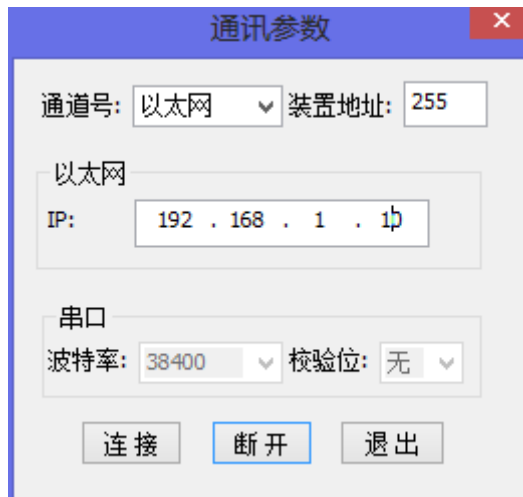 通讯参数
通道号: 以太网 装置地址: 255
以太网
IP: 192 . 168 . 1 . 10
串口
波特率: 38400 校验位: 无
连接 断开 退出